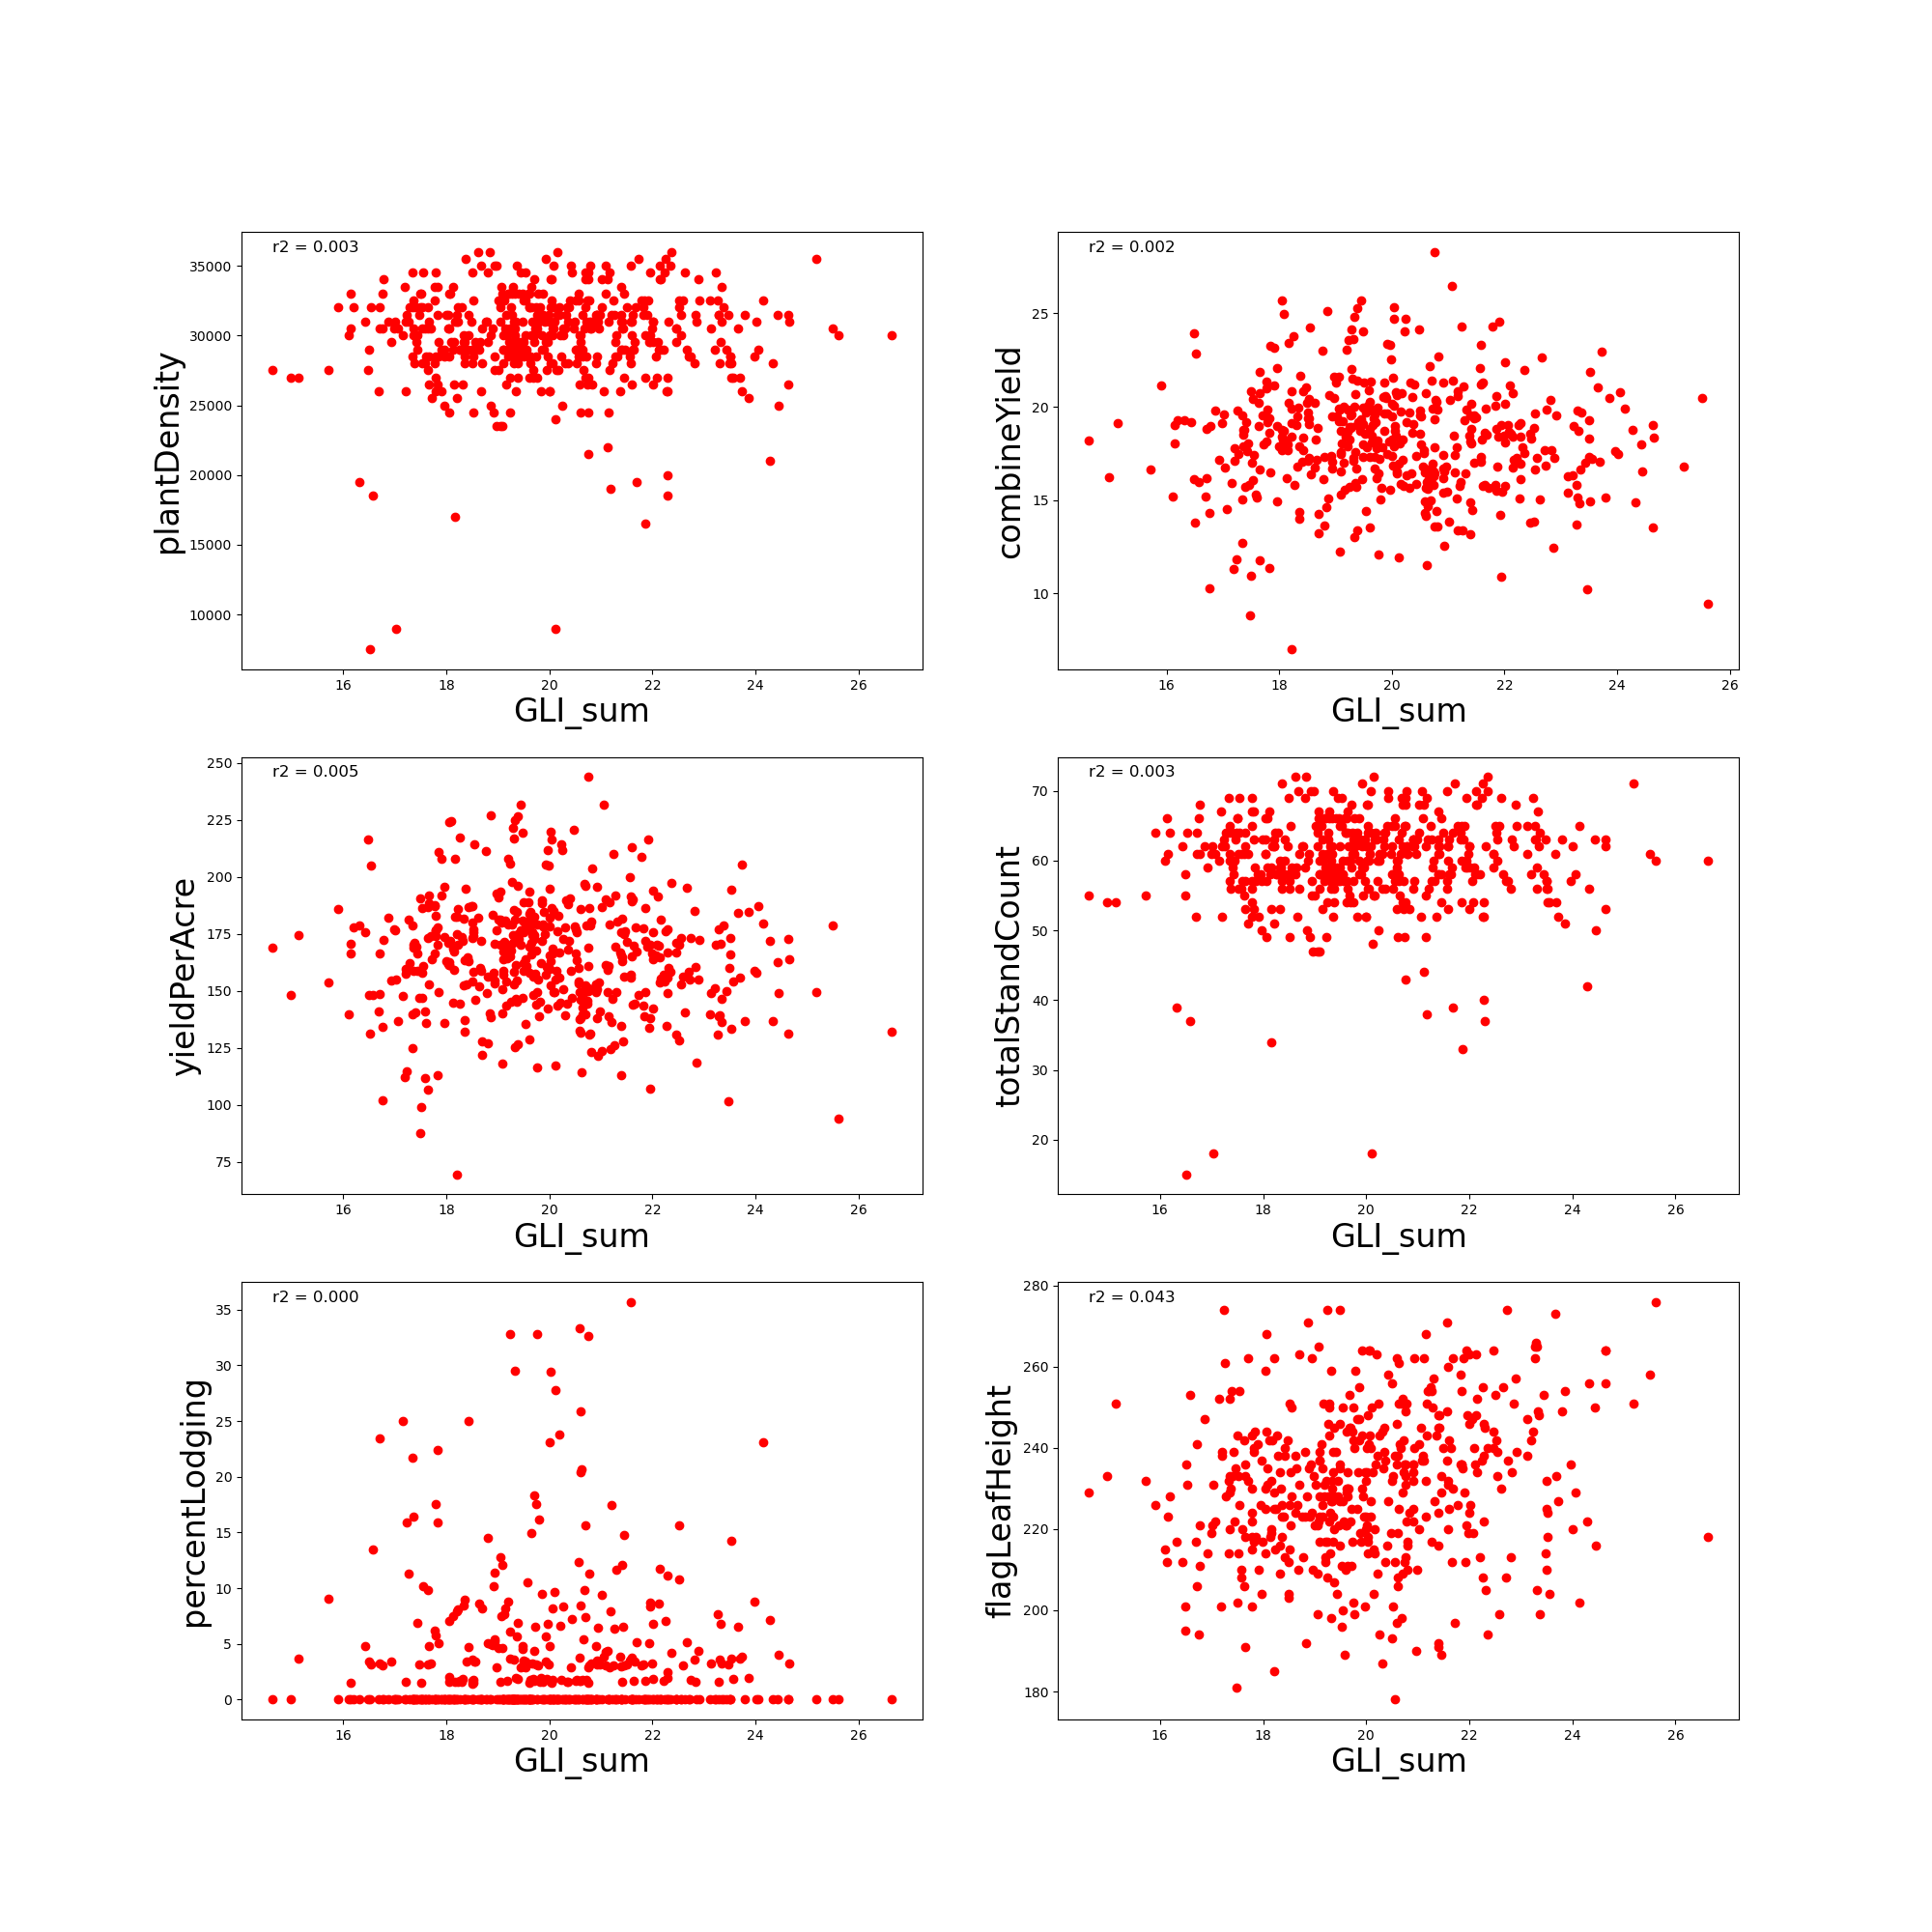 r2 = 0.003
35000
30000
25000
20000
15000
10000
plantDensity
16 18 20 22 24 26
GLI_sum
r2 = 0.002
25
20
15
10
combineYield
16 18 20 22 24 26
GLI_sum
r2 = 0.005
250
225
200
175
150
125
100
75
yieldPerAcre
16 18 20 22 24 26
GLI_sum
r2 = 0.003
70
60
50
40
30
20
totalStandCount
16 18 20 22 24 26
GLI_sum
r2 = 0.000
35
30
25
20
15
10
5
0
percentLodging
16 18 20 22 24 26
GLI_sum
r2 = 0.043
280
260
240
220
200
180
flagLeafHeight
16 18 20 22 24 26
GLI_sum